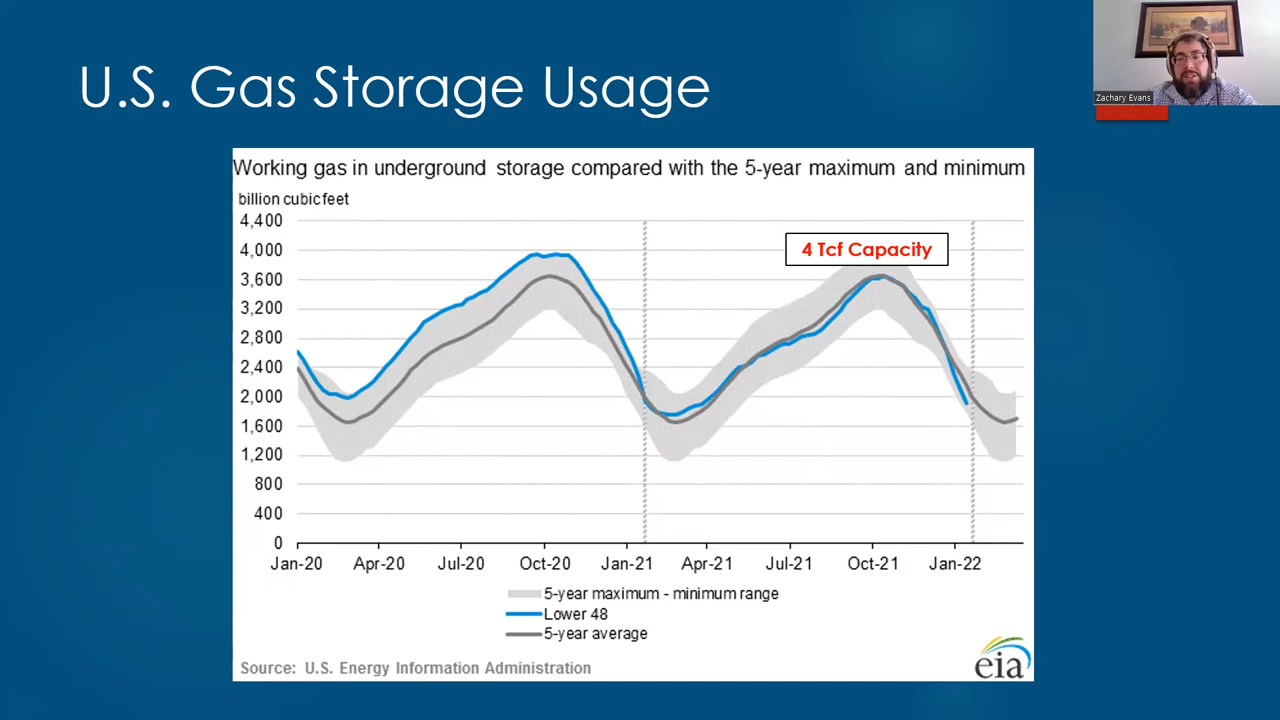 U.S. Gas Storage Usage
Zachary Evans
Working gas in underground storage compared with the 5-year maximum and minimum
billion cubic feet
4,400
4,000
3,600
3,200
2,800
2,400
2,000
1,600
1,200
800
400
0
4 Tcf Capacity
Jan-20 Apr-20 Jul-20 Oct-20 Jan-21 Apr-21 Jul-21 Oct-21 Jan-22
5-year maximum - minimum range
Lower 48
5-year average
Source: U.S. Energy Information Administration
eia